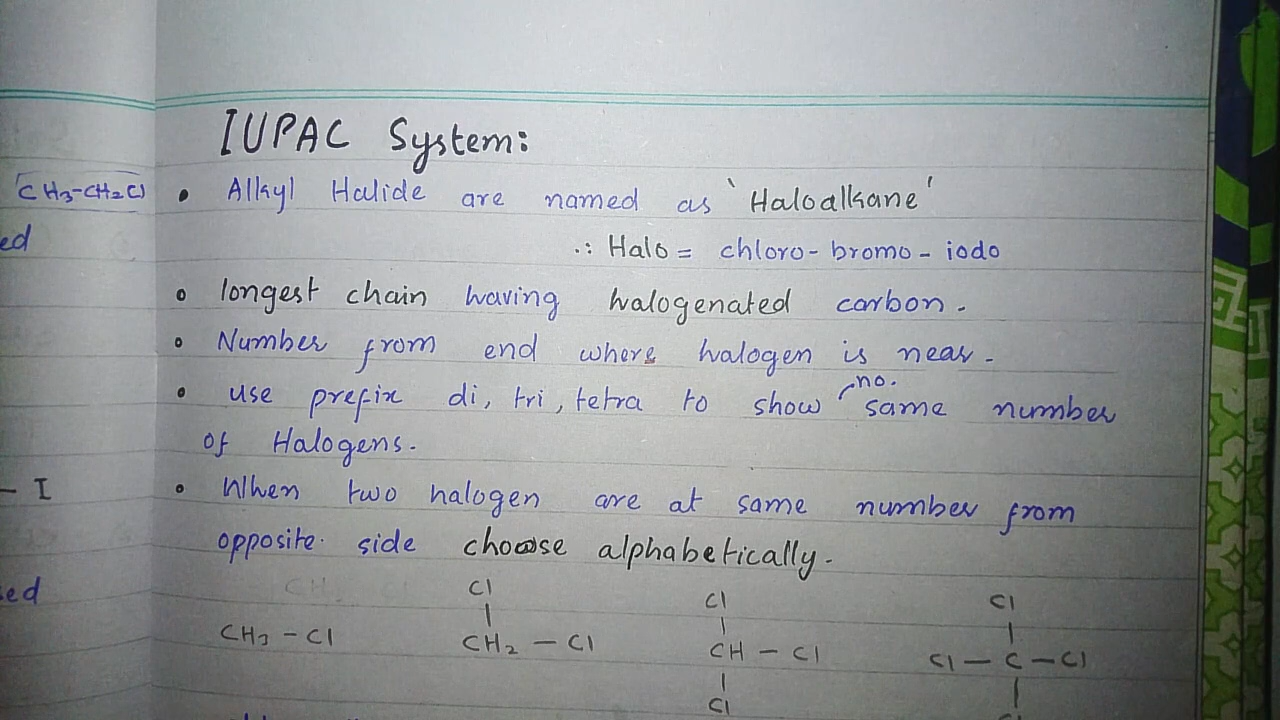 IUPAC System:
CH3-CH2Cl
• Alkyl Halide are named as 'Haloalkane'
ed
∴ Halo = chloro- bromo - iodo
• longest chain having halogenated carbon.
• Number from end where halogen is near.
no.
• use prefix di, tri, tetra to show same number
of Halogens.
- I
• When two halogen are at same number from
opposite side choose alphabetically.
Cl Cl Cl
sed
CH3 - Cl CH2 - Cl CH - Cl Cl - C - Cl
Cl